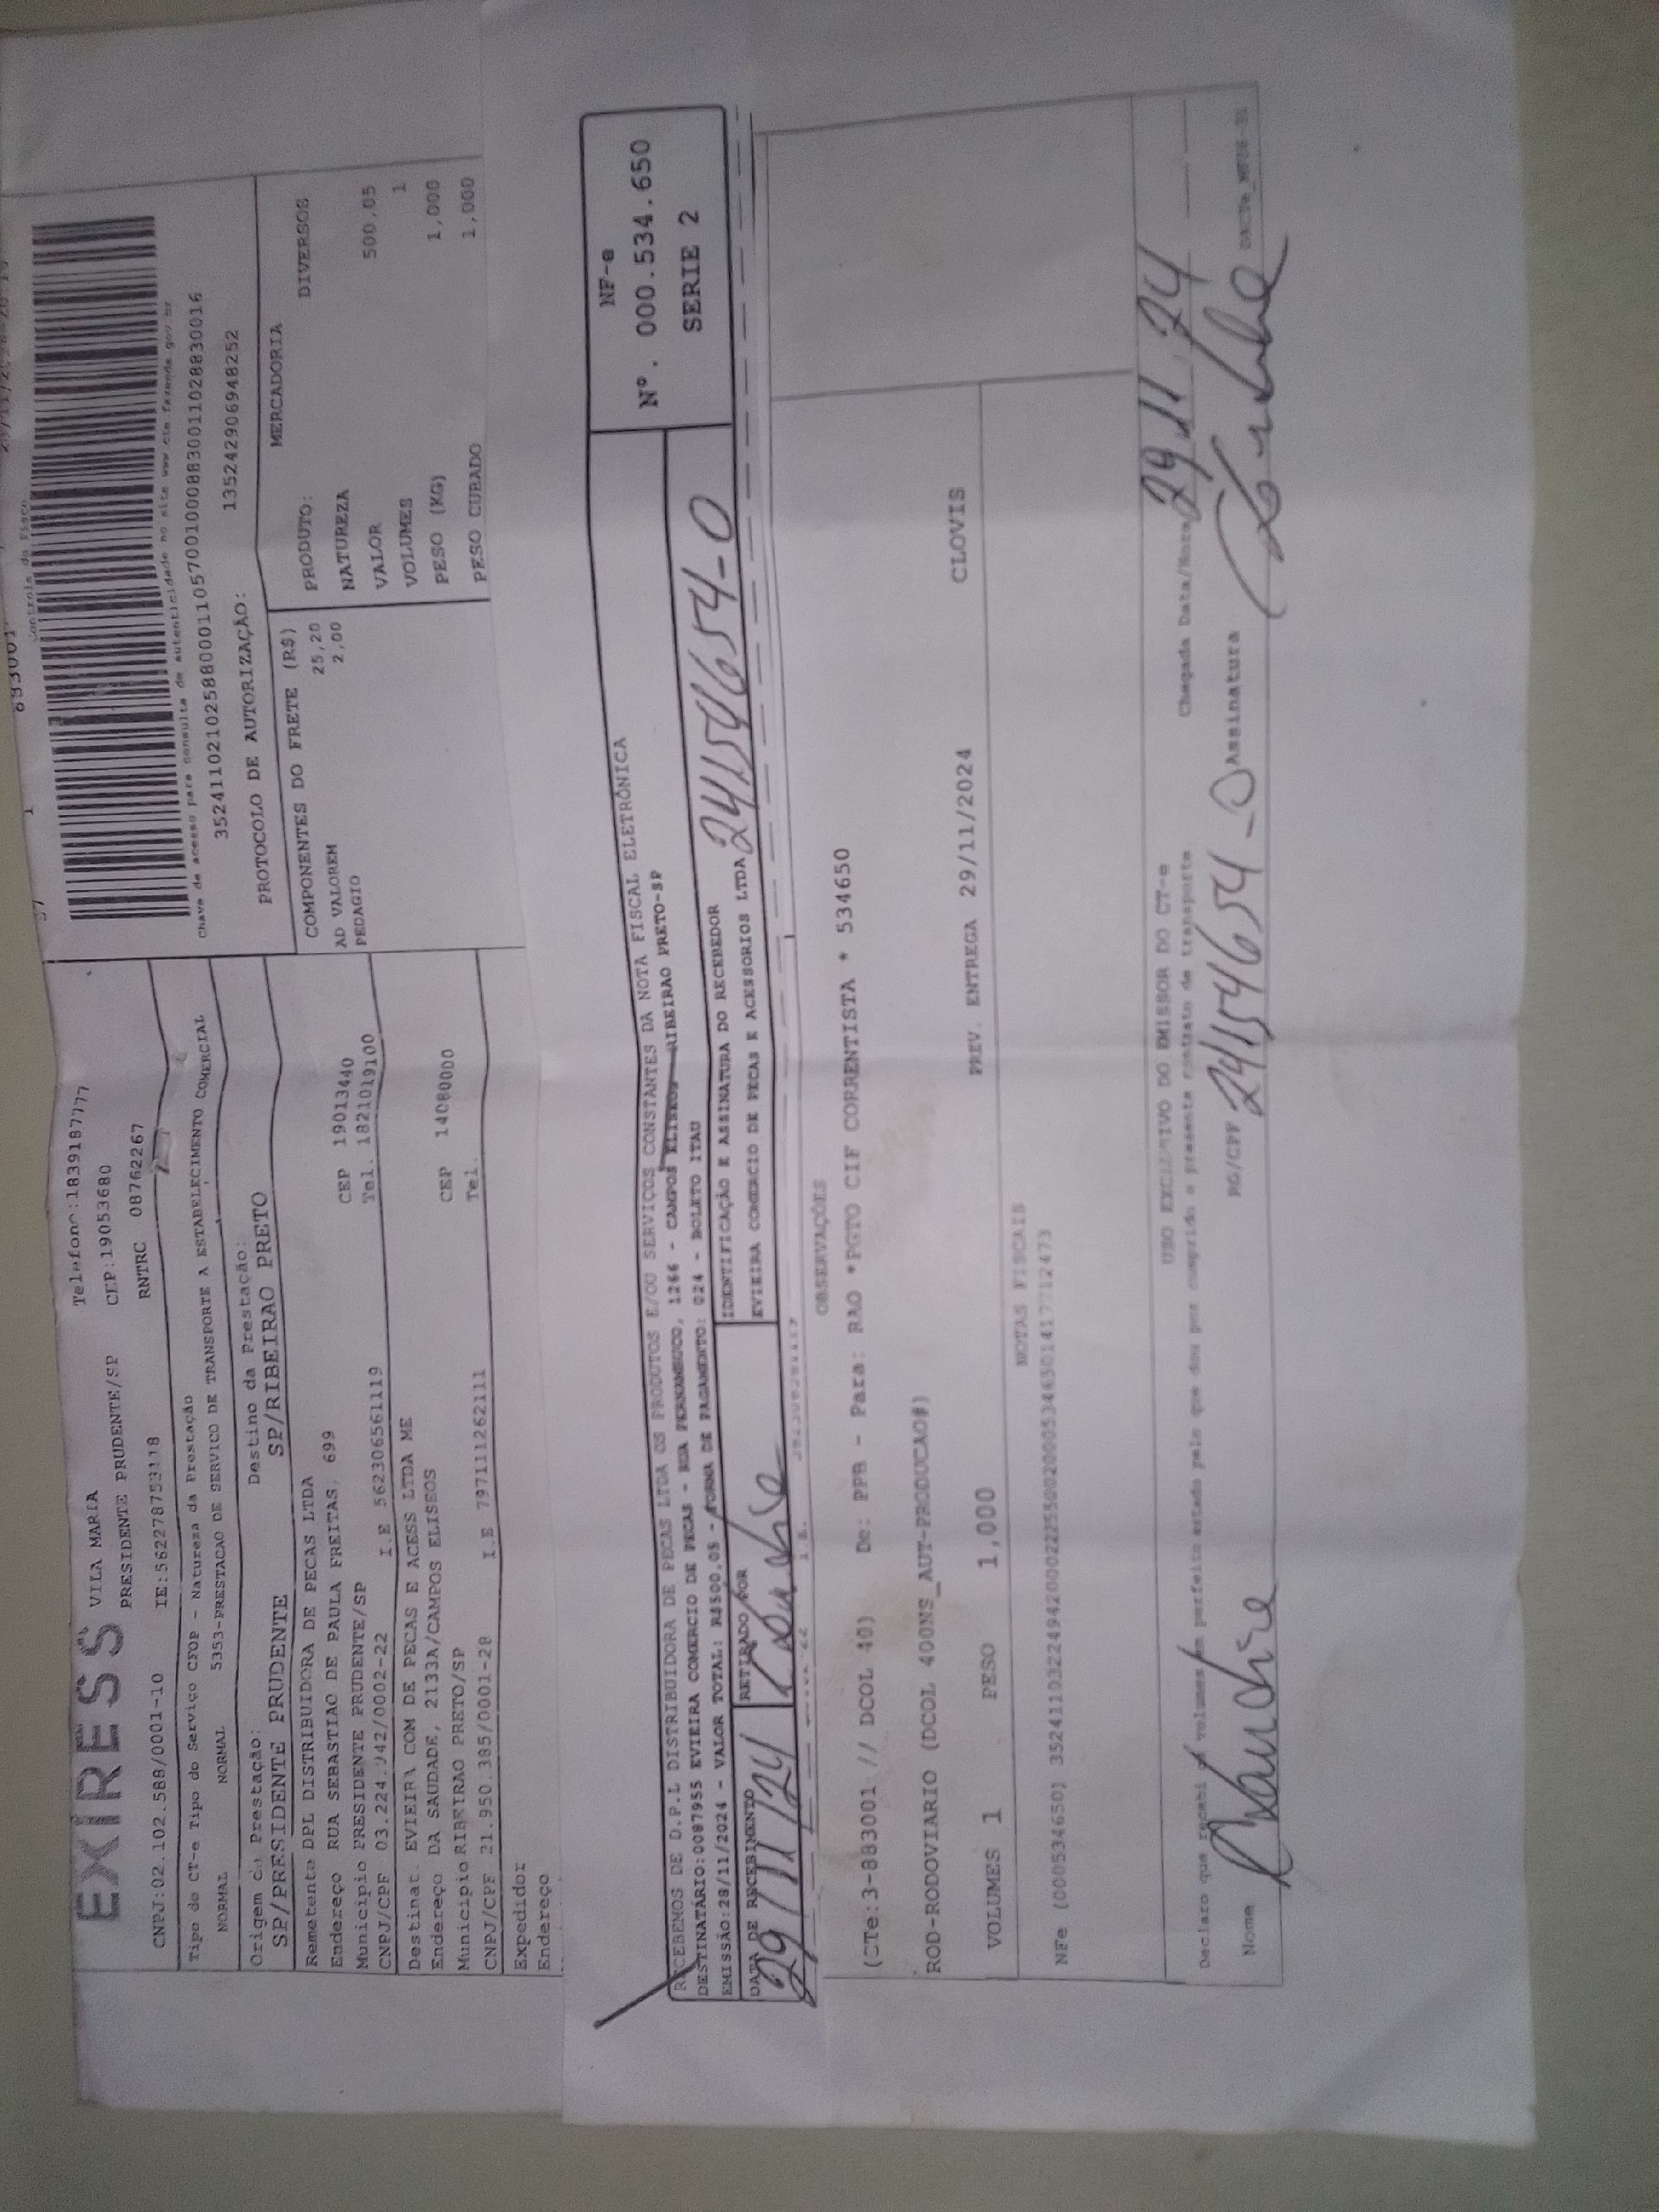 EXPRESS VILA MARIA Telefone:1839187777
PRESIDENTE PRUDENTE/SP CEP:19053680
CNPJ:02.102.588/0001-10 IE:562278753118 RNTRC 08762267
Tipo do CT-e Tipo do Serviço CFOP - Natureza da Prestação
NORMAL NORMAL 5353-PRESTACAO DE SERVICO DE TRANSPORTE A ESTABELECIMENTO COMERCIAL
Origem da Prestação: Destino da Prestação:
SP/PRESIDENTE PRUDENTE SP/RIBEIRAO PRETO
Remetente DPL DISTRIBUIDORA DE PECAS LTDA
Endereço RUA SEBASTIAO DE PAULA FREITAS, 699
Municipio PRESIDENTE PRUDENTE/SP CEP 19013440
CNPJ/CPF 03.224.942/0002-22 I.E 562306561119 Tel. 1821019100
Destinat. EVIEIRA COM DE PECAS E ACESS LTDA ME
Endereço DA SAUDADE, 2133A/CAMPOS ELISEOS
Municipio RIBEIRAO PRETO/SP CEP 14080000
CNPJ/CPF 21.950.385/0001-28 I.E 797111262111 Tel.
Expedidor
Endereço
57 1 883001
Controle do Fisco
Chave de acesso para consulta de autenticidade no site www.cte.fazenda.gov.br
35241102102588000110570010008830011028830016
PROTOCOLO DE AUTORIZAÇÃO: 135242906948252
COMPONENTES DO FRETE (R$)
AD VALOREM 25,20
PEDAGIO 2,00
MERCADORIA
PRODUTO: DIVERSOS
NATUREZA
VALOR 500,05
VOLUMES 1
PESO (KG) 1,000
PESO CUBADO 1,000
RECEBEMOS DE D.P.L DISTRIBUIDORA DE PECAS LTDA OS PRODUTOS E/OU SERVIÇOS CONSTANTES DA NOTA FISCAL ELETRÔNICA
DESTINATÁRIO:0087955 EVIEIRA COMERCIO DE PECAS - RUA PERNAMBUCO, 1266 - CAMPOS ELISEOS RIBEIRAO PRETO-SP
EMISSÃO:28/11/2024 - VALOR TOTAL: R$500,05 - FORMA DE PAGAMENTO: 024 - BOLETO ITAU
DATA DE RECEBIMENTO RETIRADO POR IDENTIFICAÇÃO E ASSINATURA DO RECEBEDOR
EVIEIRA COMERCIO DE PECAS E ACESSORIOS LTDA 24154654-0
29/11/24
NF-e
Nº. 000.534.650
SERIE 2
OBSERVAÇÕES
(CTe:3-883001 // DCOL 40) De: PPB - Para: RAO *PGTO CIF CORRENTISTA * 534650
ROD-RODOVIARIO (DCOL 400NS_AUT-PRODUCAO#)
VOLUMES 1 PESO 1,000 PREV. ENTREGA 29/11/2024 CLOVIS
NOTAS FISCAIS
NFe [000534650] 35241103224942000222550020005346501417712473
USO EXCLUSIVO DO EMISSOR DO CT-e
Declaro que recebi os volumes em perfeito estado pelo que dou por cumprido o presente contrato de transporte. Chegada Data/Hora 29/11/24
Nome RG/CPF 24154654-0 Assinatura